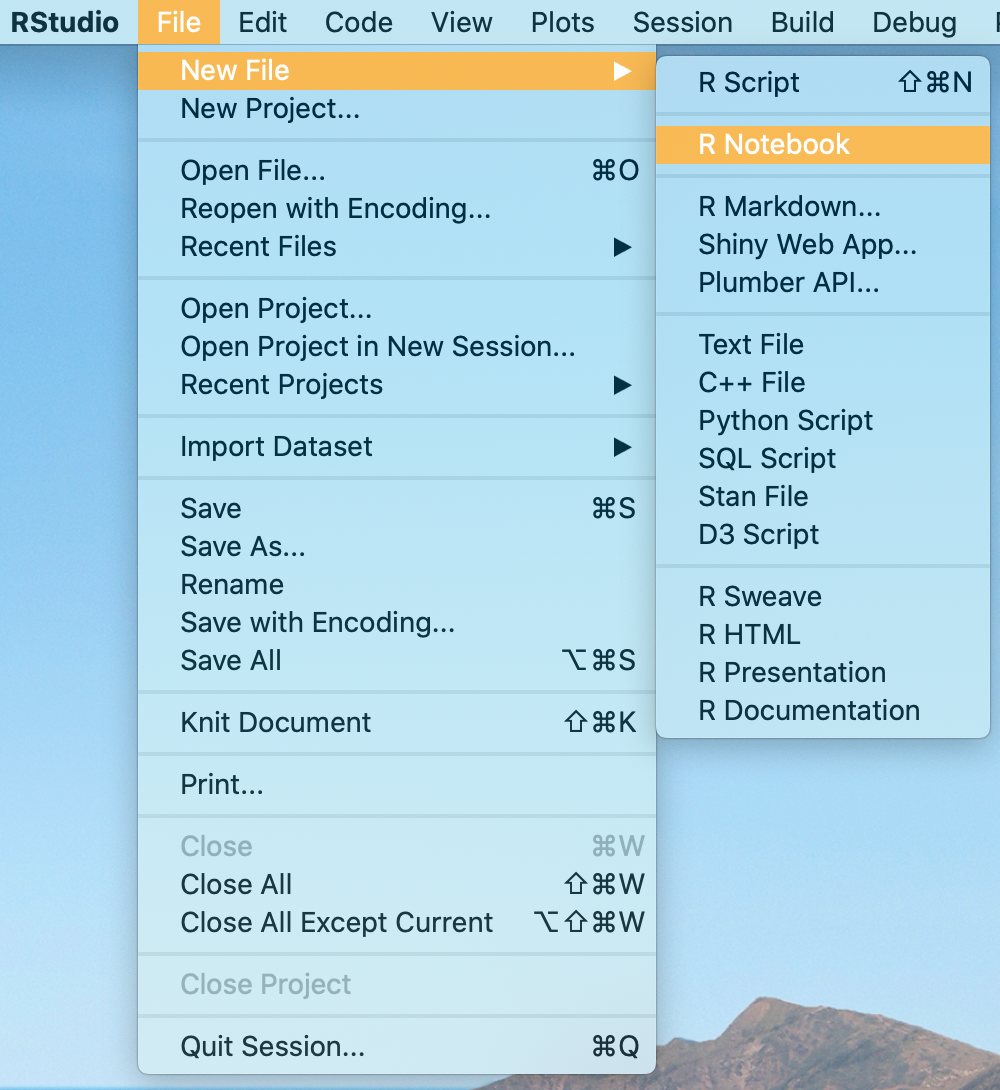 RStudio File Edit Code View Plots Session Build Debug
New File ▶
New Project...
Open File... ⌘O
Reopen with Encoding...
Recent Files ▶
Open Project...
Open Project in New Session...
Recent Projects ▶
Import Dataset ▶
Save ⌘S
Save As...
Rename
Save with Encoding...
Save All ⌥⌘S
Knit Document ⇧⌘K
Print...
Close ⌘W
Close All ⇧⌘W
Close All Except Current ⌥⇧⌘W
Close Project
Quit Session... ⌘Q
R Script ⇧⌘N
R Notebook
R Markdown...
Shiny Web App...
Plumber API...
Text File
C++ File
Python Script
SQL Script
Stan File
D3 Script
R Sweave
R HTML
R Presentation
R Documentation